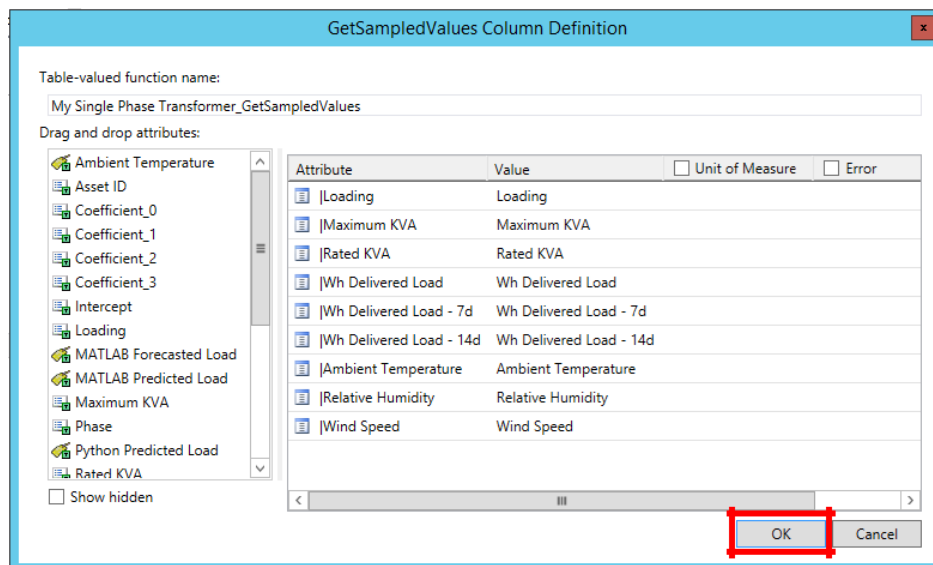 GetSampledValues Column Definition
x
Table-valued function name:
My Single Phase Transformer_GetSampledValues
Drag and drop attributes:
Ambient Temperature
Asset ID
Coefficient_0
Coefficient_1
Coefficient_2
Coefficient_3
Intercept
Loading
MATLAB Forecasted Load
MATLAB Predicted Load
Maximum KVA
Phase
Python Predicted Load
Rated KVA
Show hidden
Attribute Value Unit of Measure Error
|Loading Loading
|Maximum KVA Maximum KVA
|Rated KVA Rated KVA
|Wh Delivered Load Wh Delivered Load
|Wh Delivered Load - 7d Wh Delivered Load - 7d
|Wh Delivered Load - 14d Wh Delivered Load - 14d
|Ambient Temperature Ambient Temperature
|Relative Humidity Relative Humidity
|Wind Speed Wind Speed
OK Cancel